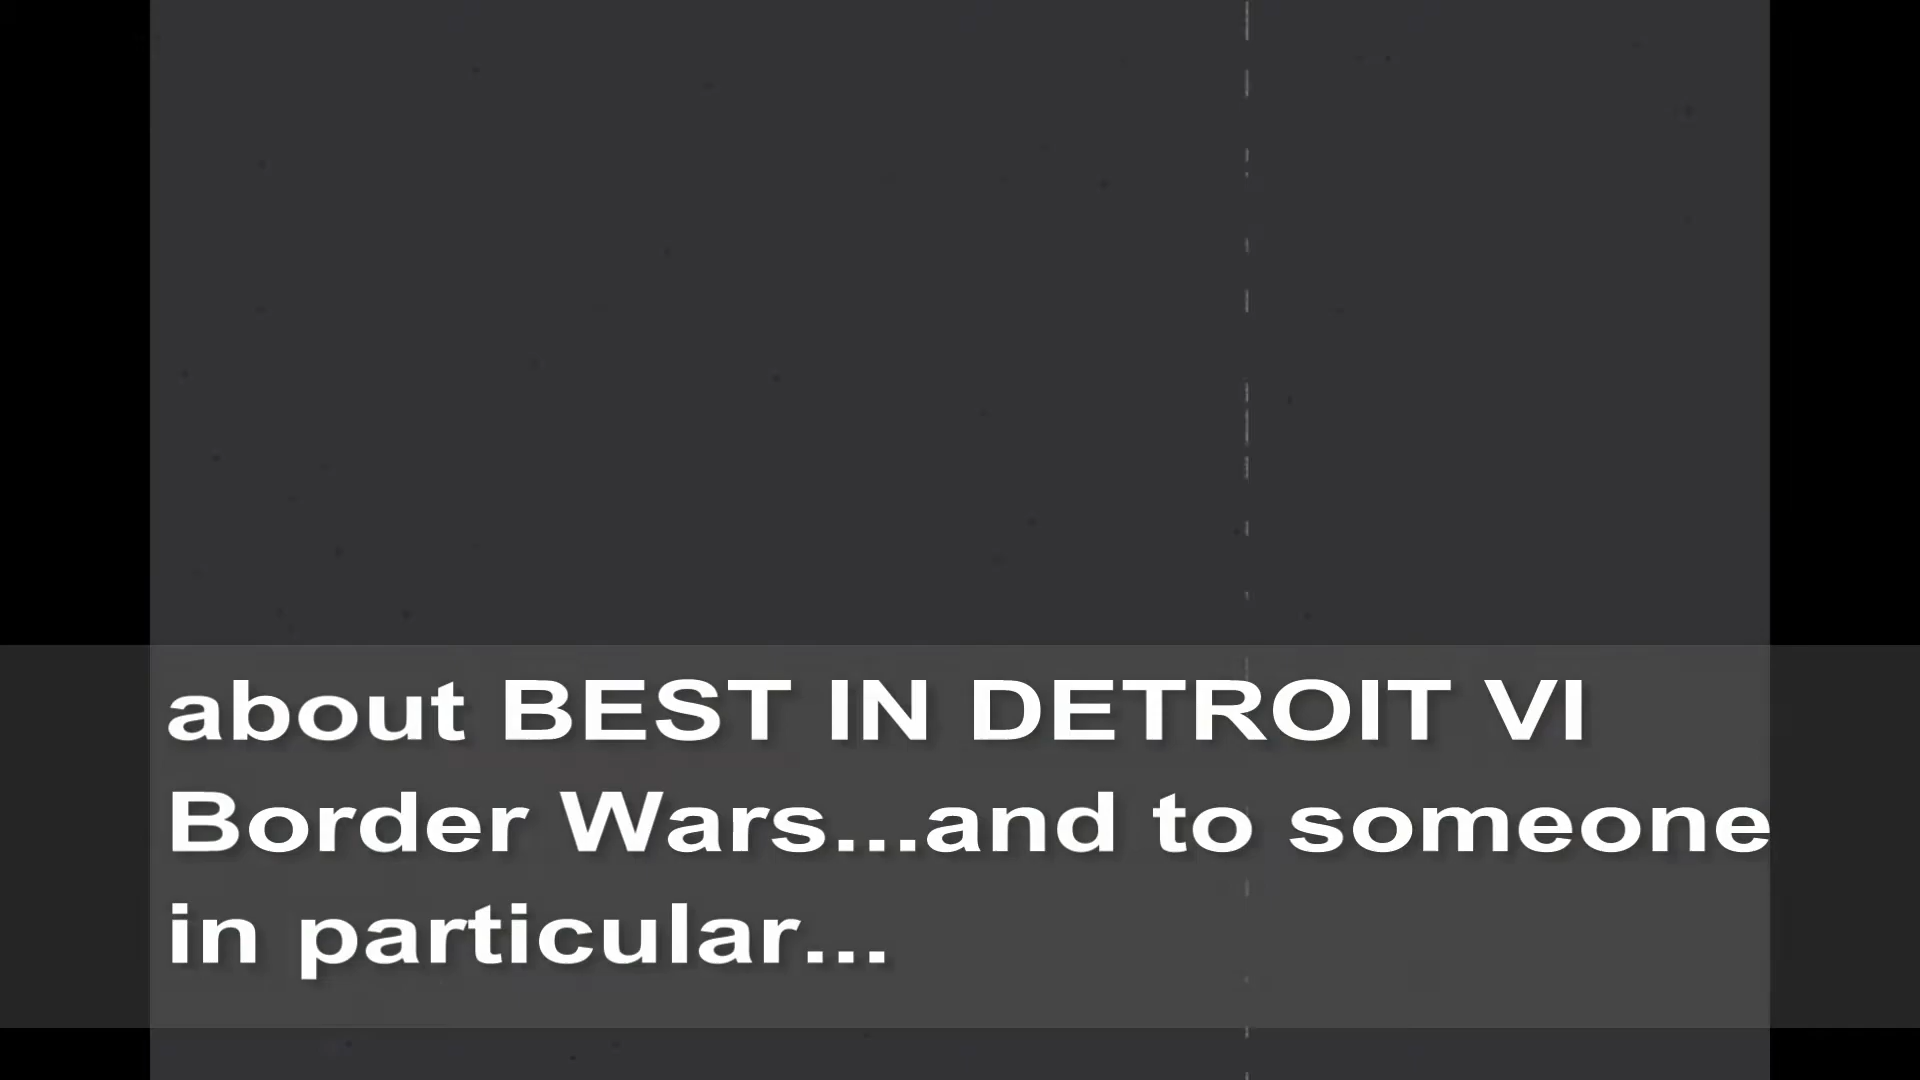 about BEST IN DETROIT VI
Border Wars...and to someone
in particular...